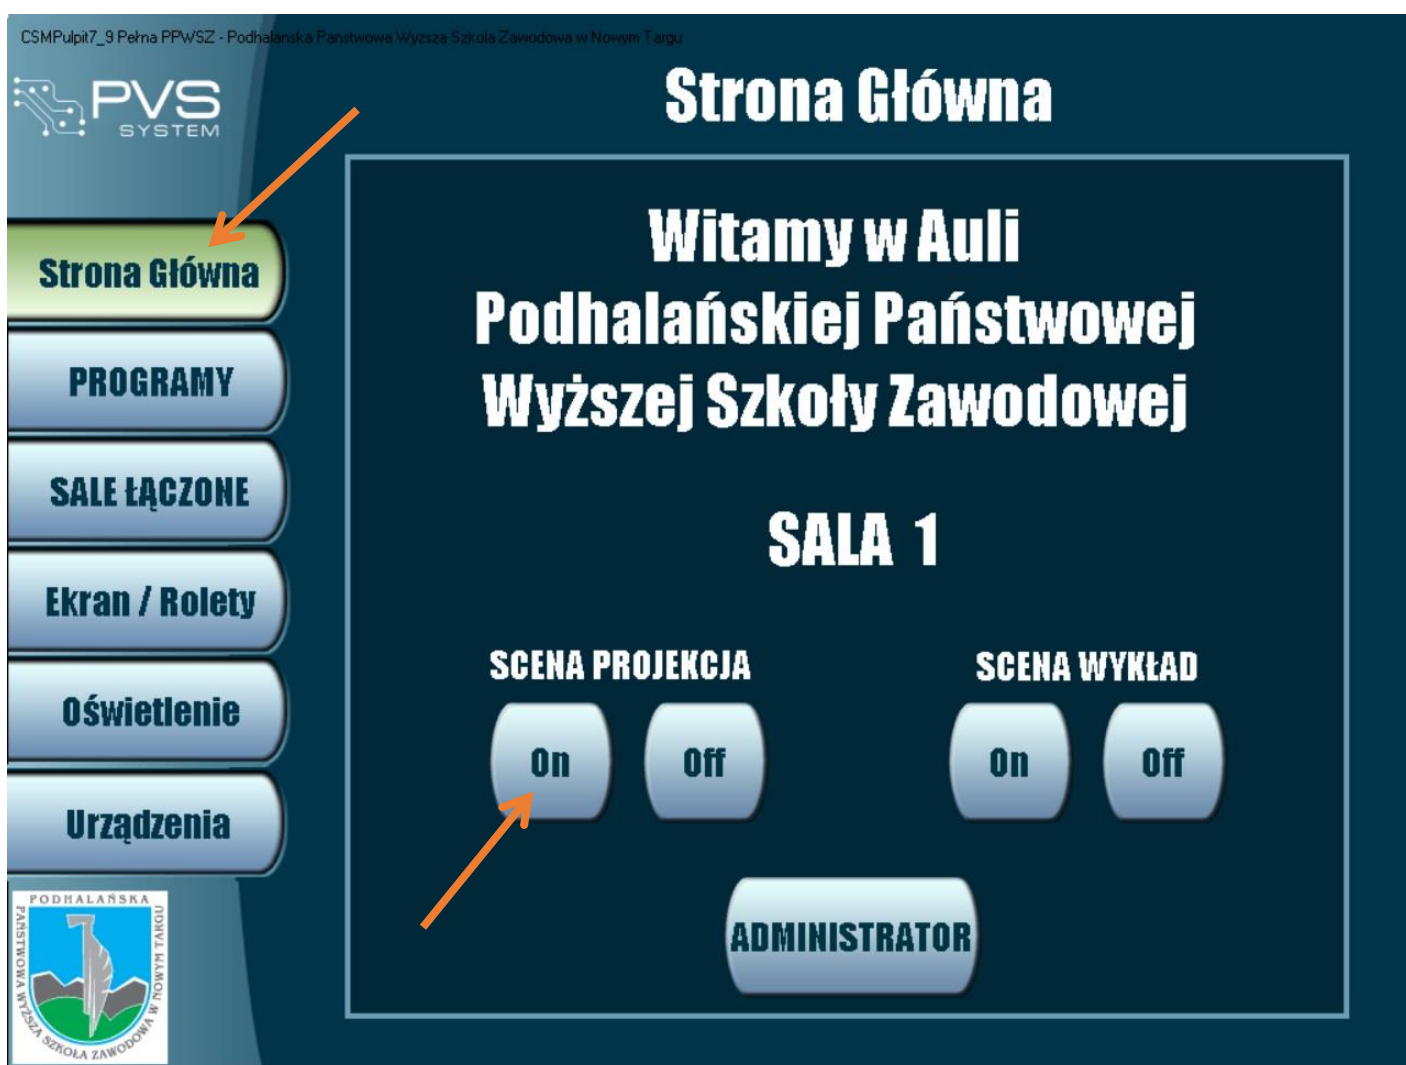 CSMPulpit7_9 Pełna PPWSZ - Podhalanska Panstwowa Wyzsza Szkola Zawodowa w Nowym Targu
PVS
SYSTEM
Strona Główna
Strona Główna
PROGRAMY
SALE ŁĄCZONE
Ekran / Rolety
Oświetlenie
Urządzenia
Witamy w Auli
Podhalańskiej Państwowej
Wyższej Szkoły Zawodowej
SALA 1
SCENA PROJEKCJA
SCENA WYKŁAD
On
Off
On
Off
ADMINISTRATOR
PODHALAŃSKA
PAŃSTWOWA WYŻSZA SZKOŁA ZAWODOWA W NOWYM TARGU